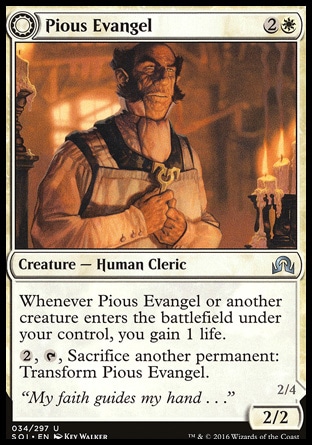 Pious Evangel 2
Creature — Human Cleric
Whenever Pious Evangel or another
creature enters the battlefield under
your control, you gain 1 life.
2, , Sacrifice another permanent:
Transform Pious Evangel.
“My faith guides my hand . . .”
2/4
2/2
034/297 U
SOI • EN Key Walker
™ & © 2016 Wizards of the Coast